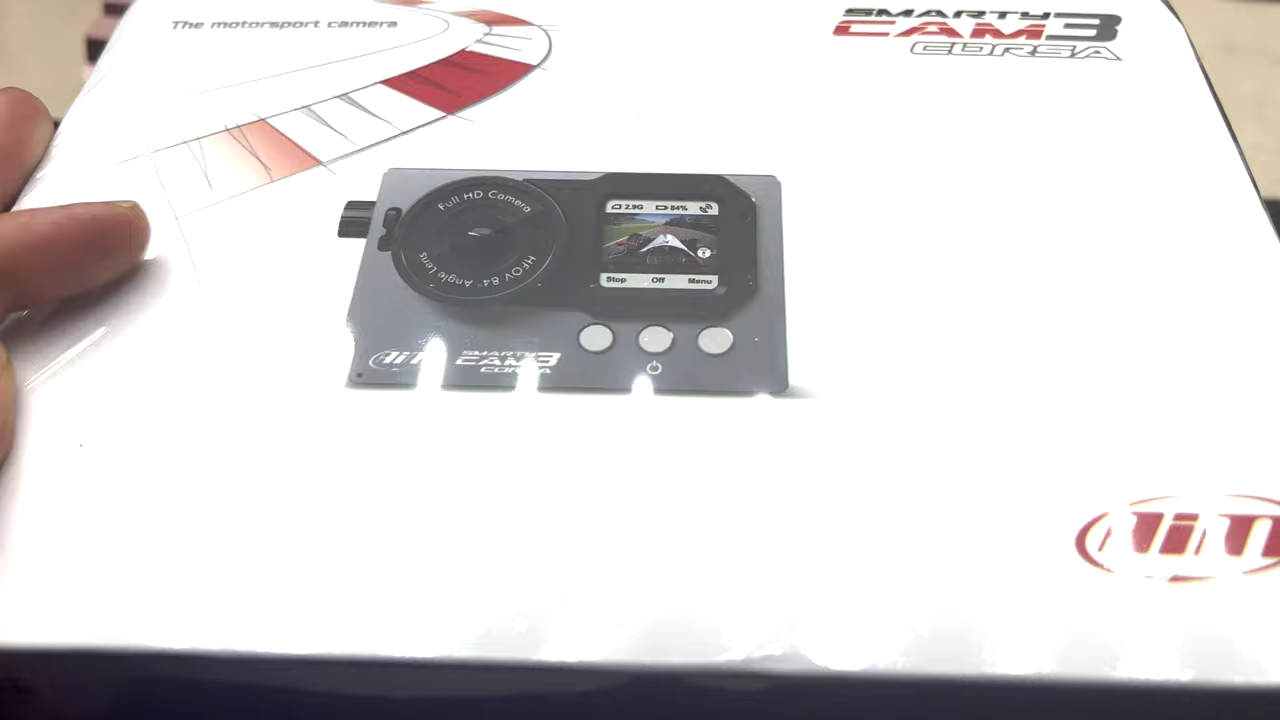 The motorsport camera
SMARTY
CAM3
CORSA
Full HD Camera
HFOV 84° Angle Lens
2.9G 84%
Stop Off Menu
AiM
SMARTY
CAM3
CORSA
AiM